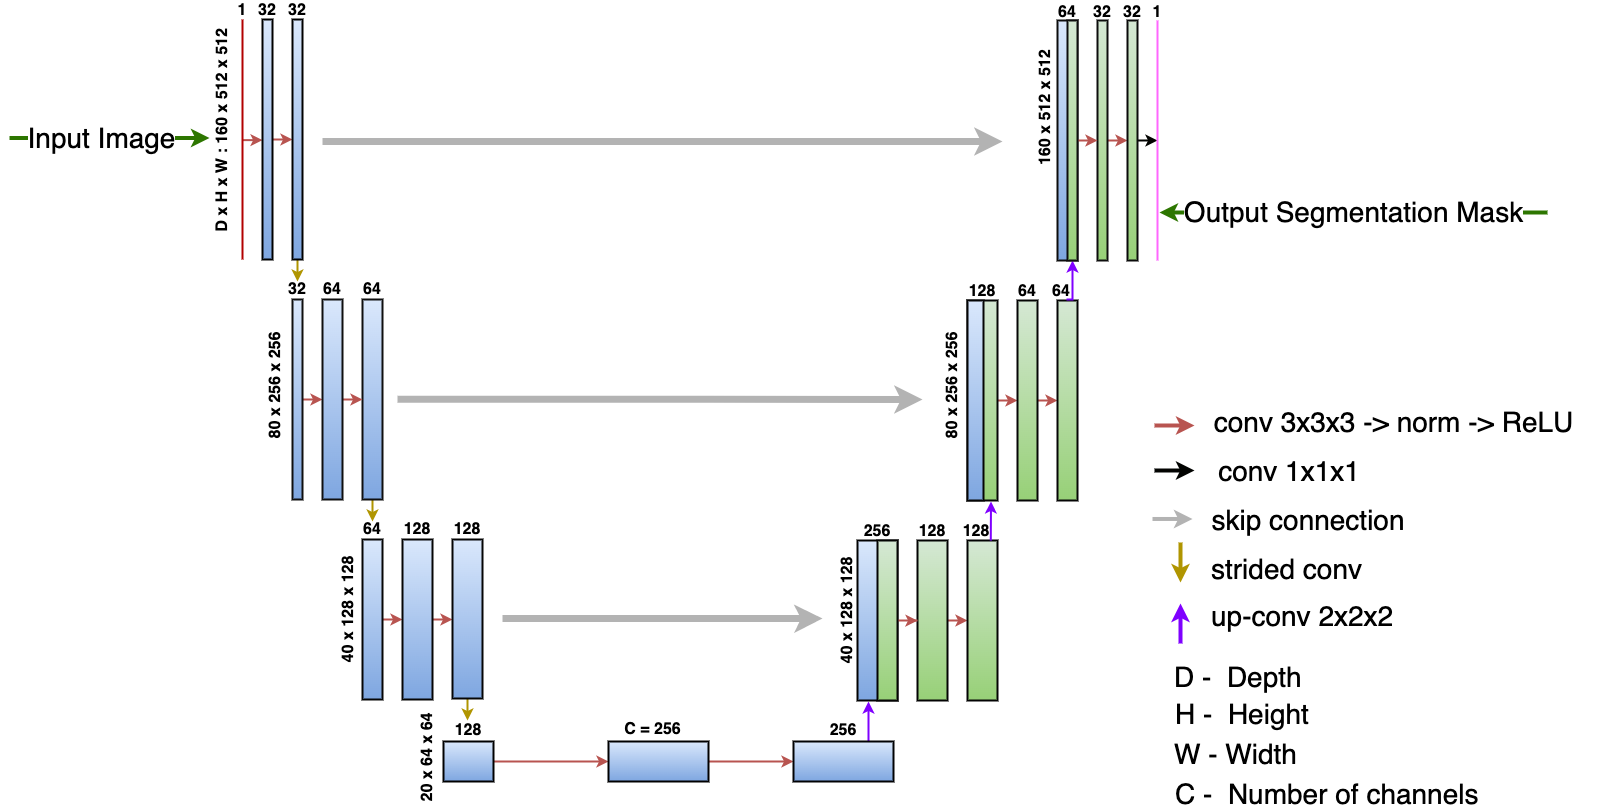 1 32 32
D x H x W : 160 x 512 x 512
Input Image
64 32 32 1
160 x 512 x 512
Output Segmentation Mask
32 64 64
80 x 256 x 256
128 64 64
80 x 256 x 256
64 128 128
40 x 128 x 128
256 128 128
40 x 128 x 128
128 C = 256 256
20 x 64 x 64
conv 3x3x3 -> norm -> ReLU
conv 1x1x1
skip connection
strided conv
up-conv 2x2x2
D - Depth
H - Height
W - Width
C - Number of channels